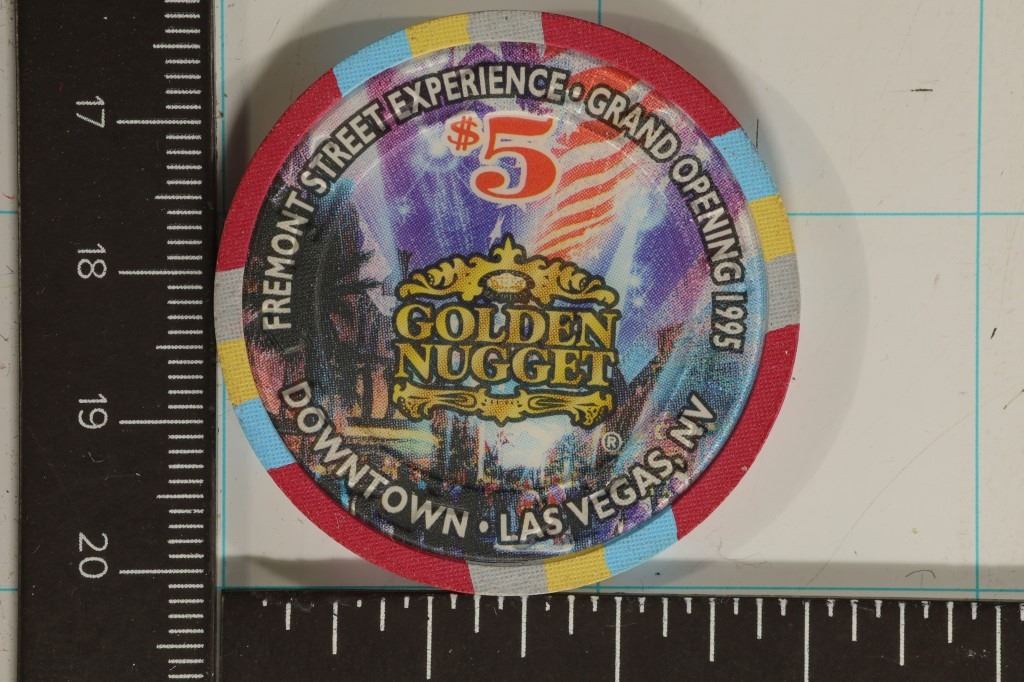 FREMONT STREET EXPERIENCE • GRAND OPENING 1995
$5
GOLDEN
NUGGET
®
DOWNTOWN • LAS VEGAS, NV
17
18
19
20